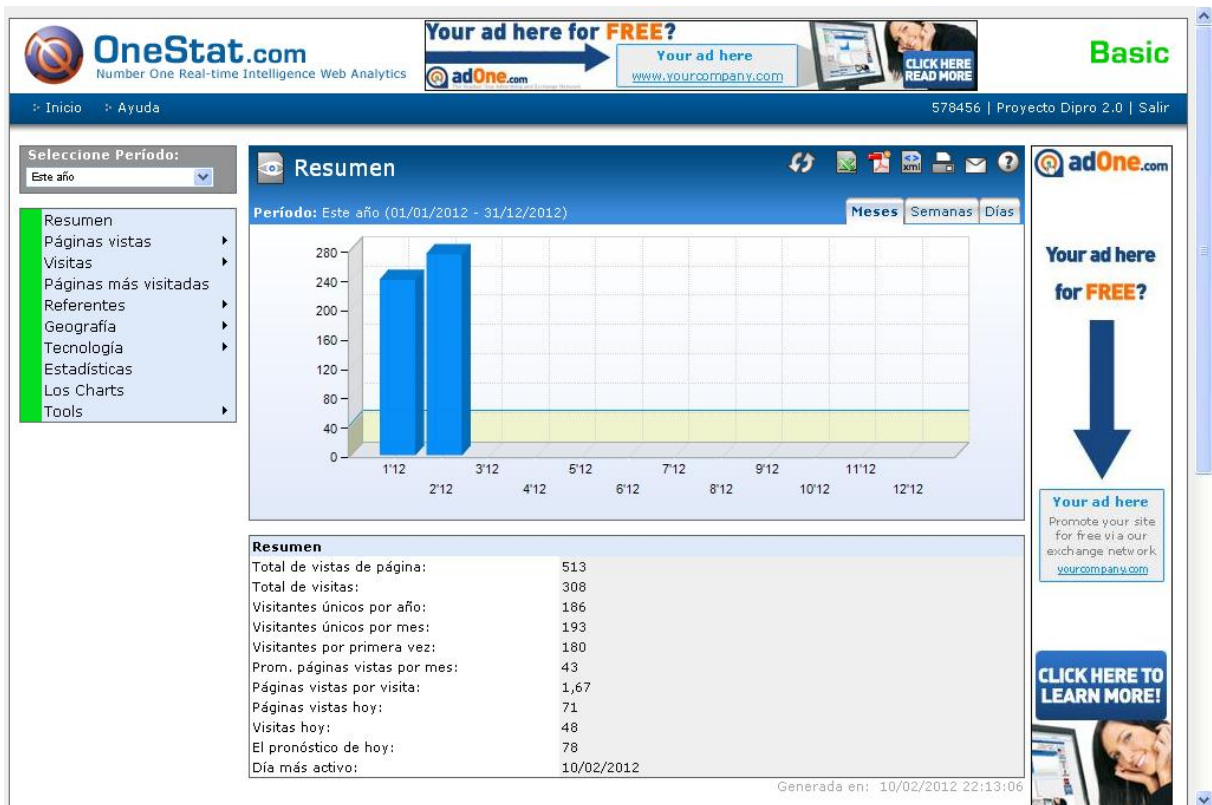 OneStat.com
Number One Real-time Intelligence Web Analytics
Your ad here for FREE?
adOne.com
Your ad here
www.yourcompany.com
CLICK HERE
READ MORE
Basic
Inicio
Ayuda
578456 | Proyecto Dipro 2.0 | Salir
Seleccione Período:
Este año
Resumen
Páginas vistas
Visitas
Páginas más visitadas
Referentes
Geografía
Tecnología
Estadísticas
Los Charts
Tools
Resumen
xml
?
Período: Este año (01/01/2012 - 31/12/2012)
Meses
Semanas
Días
280
240
200
160
120
80
40
0
1'12 3'12 5'12 7'12 9'12 11'12
2'12 4'12 6'12 8'12 10'12 12'12
Resumen
Total de vistas de página: 513
Total de visitas: 308
Visitantes únicos por año: 186
Visitantes únicos por mes: 193
Visitantes por primera vez: 180
Prom. páginas vistas por mes: 43
Páginas vistas por visita: 1,67
Páginas vistas hoy: 71
Visitas hoy: 48
El pronóstico de hoy: 78
Día más activo: 10/02/2012
Generada en: 10/02/2012 22:13:06
adOne.com
Your ad here
for FREE?
Your ad here
Promote your site
for free via our
exchange network
yourcompany.com
CLICK HERE TO
LEARN MORE!